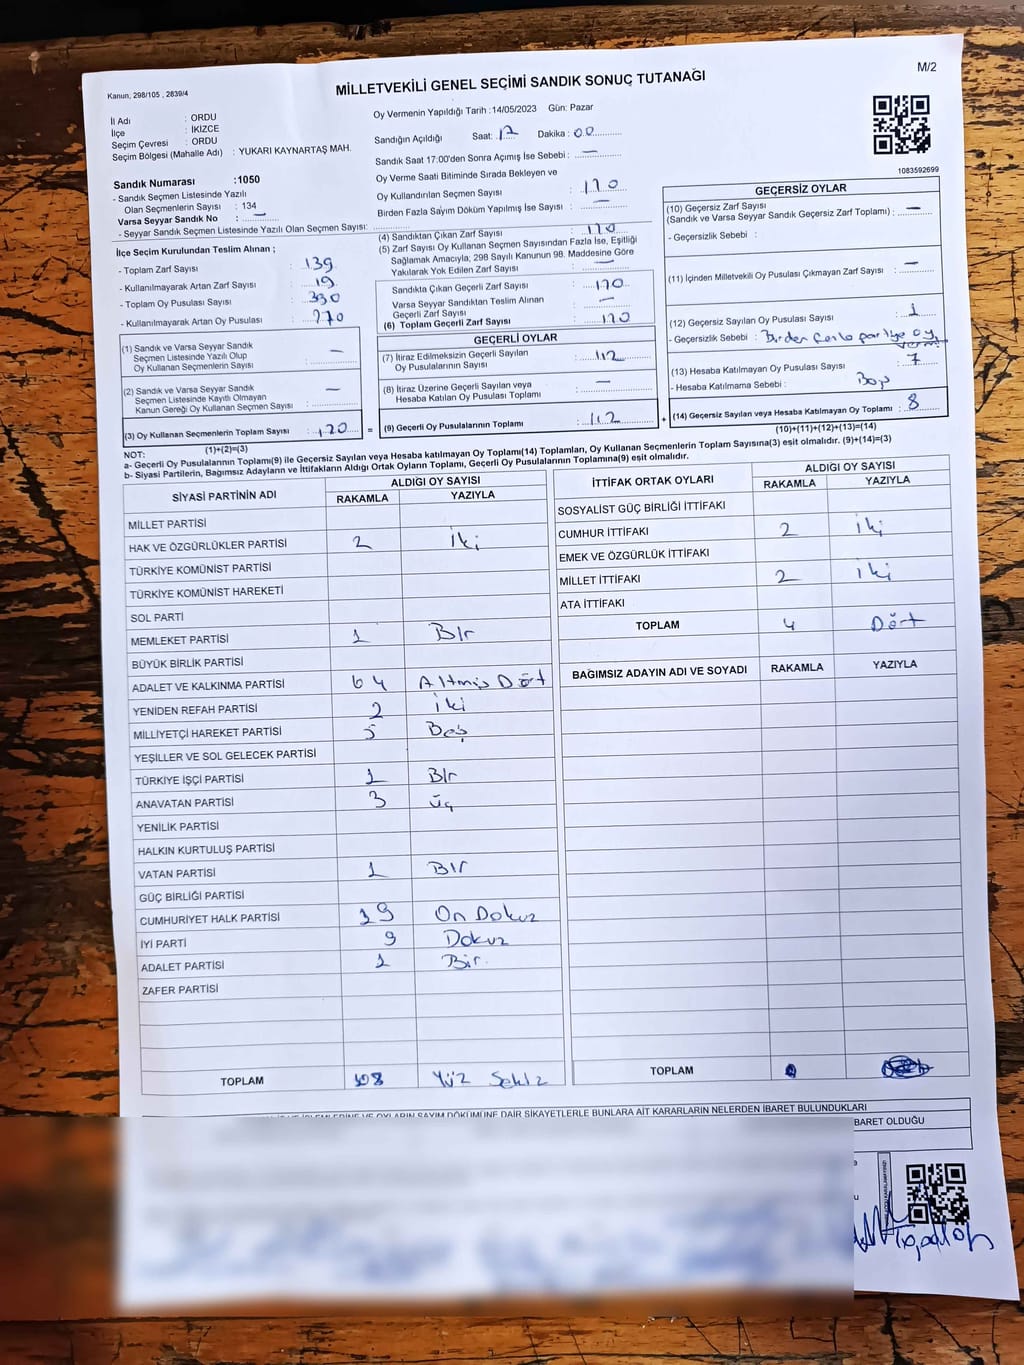 Kanun, 298/105 , 2839/4
MİLLETVEKİLİ GENEL SEÇİMİ SANDIK SONUÇ TUTANAĞI
M/2
İl Adı : ORDU
İlçe : İKİZCE
Seçim Çevresi : ORDU
Seçim Bölgesi (Mahalle Adı) : YUKARI KAYNARTAŞ MAH.
Sandık Numarası :1050
- Sandık Seçmen Listesinde Yazılı
Olan Seçmenlerin Sayısı : 134
Varsa Seyyar Sandık No : —
- Seyyar Sandık Seçmen Listesinde Yazılı Olan Seçmen Sayısı:
İlçe Seçim Kurulundan Teslim Alınan ;
- Toplam Zarf Sayısı : 139
- Kullanılmayarak Artan Zarf Sayısı : 19
- Toplam Oy Pusulası Sayısı : 390
- Kullanılmayarak Artan Oy Pusulası : 270
(1) Sandık ve Varsa Seyyar Sandık
Seçmen Listesinde Yazılı Olup
Oy Kullanan Seçmenlerin Sayısı : —
(2) Sandık ve Varsa Seyyar Sandık
Seçmen Listesinde Kayıtlı Olmayan
Kanun Gereği Oy Kullanan Seçmen Sayısı : —
(3) Oy Kullanan Seçmenlerin Toplam Sayısı : 120 =
(1)+(2)=(3)
Oy Vermenin Yapıldığı Tarih :14/05/2023 Gün: Pazar
Sandığın Açıldığı Saat: 17 Dakika : 00
Sandık Saat 17:00'den Sonra Açımış İse Sebebi : —
Oy Verme Saati Bitiminde Sırada Bekleyen ve
Oy Kullandırılan Seçmen Sayısı : 120
Birden Fazla Sayım Döküm Yapılmış İse Sayısı : —
(4) Sandıktan Çıkan Zarf Sayısı : 120
(5) Zarf Sayısı Oy Kullanan Seçmen Sayısından Fazla İse, Eşitliği
Sağlamak Amacıyla; 298 Sayılı Kanunun 98. Maddesine Göre
Yakılarak Yok Edilen Zarf Sayısı : —
Sandıkta Çıkan Geçerli Zarf Sayısı : 120
Varsa Seyyar Sandıktan Teslim Alınan
Geçerli Zarf Sayısı : —
(6) Toplam Geçerli Zarf Sayısı : 120
GEÇERLİ OYLAR
(7) İtiraz Edilmeksizin Geçerli Sayılan
Oy Pusulasının Sayısı : 112
(8) İtiraz Üzerine Geçerli Sayılan veya
Hesaba Katılan Oy Pusulası Toplamı : —
(9) Geçerli Oy Pusulalarının Toplamı : 112 +
1083592699
GEÇERSİZ OYLAR
(10) Geçersiz Zarf Sayısı
(Sandık ve Varsa Seyyar Sandık Geçersiz Zarf Toplamı) : —
- Geçersizlik Sebebi :
(11) İçinden Milletvekili Oy Pusulası Çıkmayan Zarf Sayısı : —
(12) Geçersiz Sayılan Oy Pusulası Sayısı : 1
- Geçersizlik Sebebi : Birden fazla partiye oy
verme
(13) Hesaba Katılmayan Oy Pusulası Sayısı : 7
- Hesaba Katılmama Sebebi : Boş
(14) Geçersiz Sayılan veya Hesaba Katılmayan Oy Toplamı : 8
(10)+(11)+(12)+(13)=(14)
NOT:
a- Geçerli Oy Pusulalarının Toplamı(9) ile Geçersiz Sayılan veya Hesaba katılmayan Oy Toplamı(14) Toplamları, Oy Kullanan Seçmenlerin Toplam Sayısına(3) eşit olmalıdır. (9)+(14)=(3)
b- Siyasi Partilerin, Bağımsız Adayların ve İttifakların Aldığı Ortak Oyların Toplamı, Geçerli Oy Pusulalarının Toplamına(9) eşit olmalıdır.
SİYASİ PARTİNİN ADI ALDIĞI OY SAYISI
RAKAMLA YAZIYLA
MİLLET PARTİSİ
HAK VE ÖZGÜRLÜKLER PARTİSİ 2 İki
TÜRKİYE KOMÜNİST PARTİSİ
TÜRKİYE KOMÜNİST HAREKETİ
SOL PARTİ
MEMLEKET PARTİSİ 1 Bir
BÜYÜK BİRLİK PARTİSİ
ADALET VE KALKINMA PARTİSİ 64 Altmış Dört
YENİDEN REFAH PARTİSİ 2 İki
MİLLİYETÇİ HAREKET PARTİSİ 5 Beş
YEŞİLLER VE SOL GELECEK PARTİSİ
TÜRKİYE İŞÇİ PARTİSİ 1 Bir
ANAVATAN PARTİSİ 3 Üç
YENİLİK PARTİSİ
HALKIN KURTULUŞ PARTİSİ
VATAN PARTİSİ 1 Bir
GÜÇ BİRLİĞİ PARTİSİ
CUMHURİYET HALK PARTİSİ 19 On Dokuz
İYİ PARTİ 9 Dokuz
ADALET PARTİSİ 1 Bir
ZAFER PARTİSİ
TOPLAM 108 Yüz Sekiz
İTTİFAK ORTAK OYLARI ALDIĞI OY SAYISI
RAKAMLA YAZIYLA
SOSYALİST GÜÇ BİRLİĞİ İTTİFAKI
CUMHUR İTTİFAKI 2 İki
EMEK VE ÖZGÜRLÜK İTTİFAKI
MİLLET İTTİFAKI 2 İki
ATA İTTİFAKI
TOPLAM 4 Dört
BAĞIMSIZ ADAYIN ADI VE SOYADI RAKAMLA YAZIYLA
TOPLAM
OYLARIN SAYIM DÖKÜMÜNE DAİR ŞİKAYETLERLE BUNLARA AİT KARARLARIN NELERDEN İBARET BULUNDUKLARI
BARET OLDUĞU